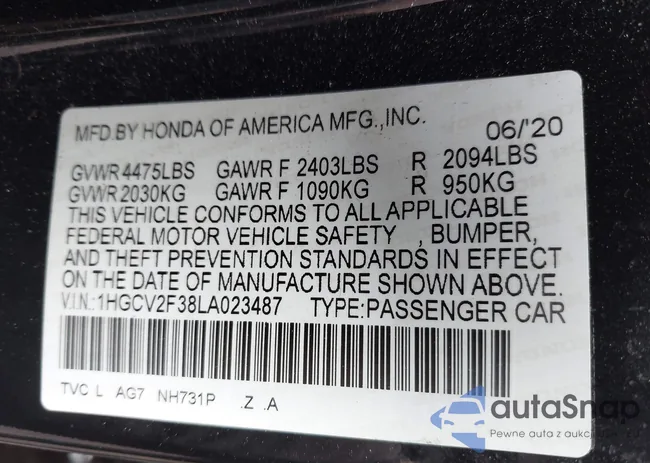 MFD.BY HONDA OF AMERICA MFG.,INC. 06/'20
GVWR 4475LBS GAWR F 2403LBS R 2094LBS
GVWR 2030KG GAWR F 1090KG R 950KG
THIS VEHICLE CONFORMS TO ALL APPLICABLE
FEDERAL MOTOR VEHICLE SAFETY , BUMPER,
AND THEFT PREVENTION STANDARDS IN EFFECT
ON THE DATE OF MANUFACTURE SHOWN ABOVE.
V.I.N.:1HGCV2F38LA023487 TYPE:PASSENGER CAR
TVC L AG7 NH731P .Z .A
autaSnap
Pewne auta z aukcji